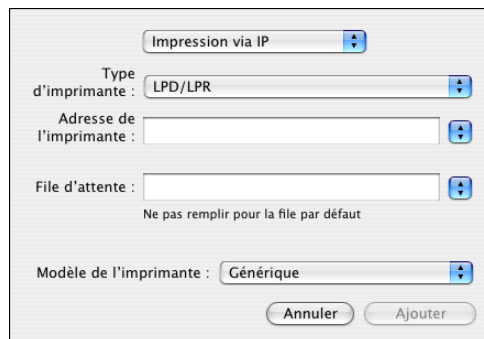 Impression via IP
Type
d'imprimante : LPD/LPR
Adresse de
l'imprimante :
File d'attente :
Ne pas remplir pour la file par défaut
Modèle de l'imprimante : Générique
Annuler Ajouter